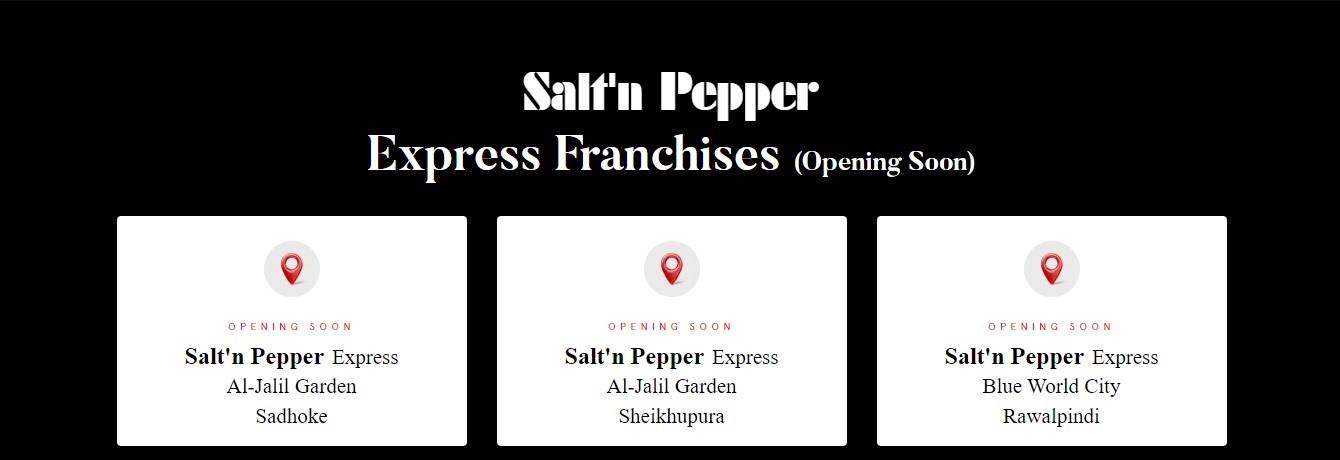 Salt'n Pepper
Express Franchises (Opening Soon)
OPENING SOON
Salt'n Pepper Express
Al-Jalil Garden
Sadhoke
OPENING SOON
Salt'n Pepper Express
Al-Jalil Garden
Sheikhupura
OPENING SOON
Salt'n Pepper Express
Blue World City
Rawalpindi